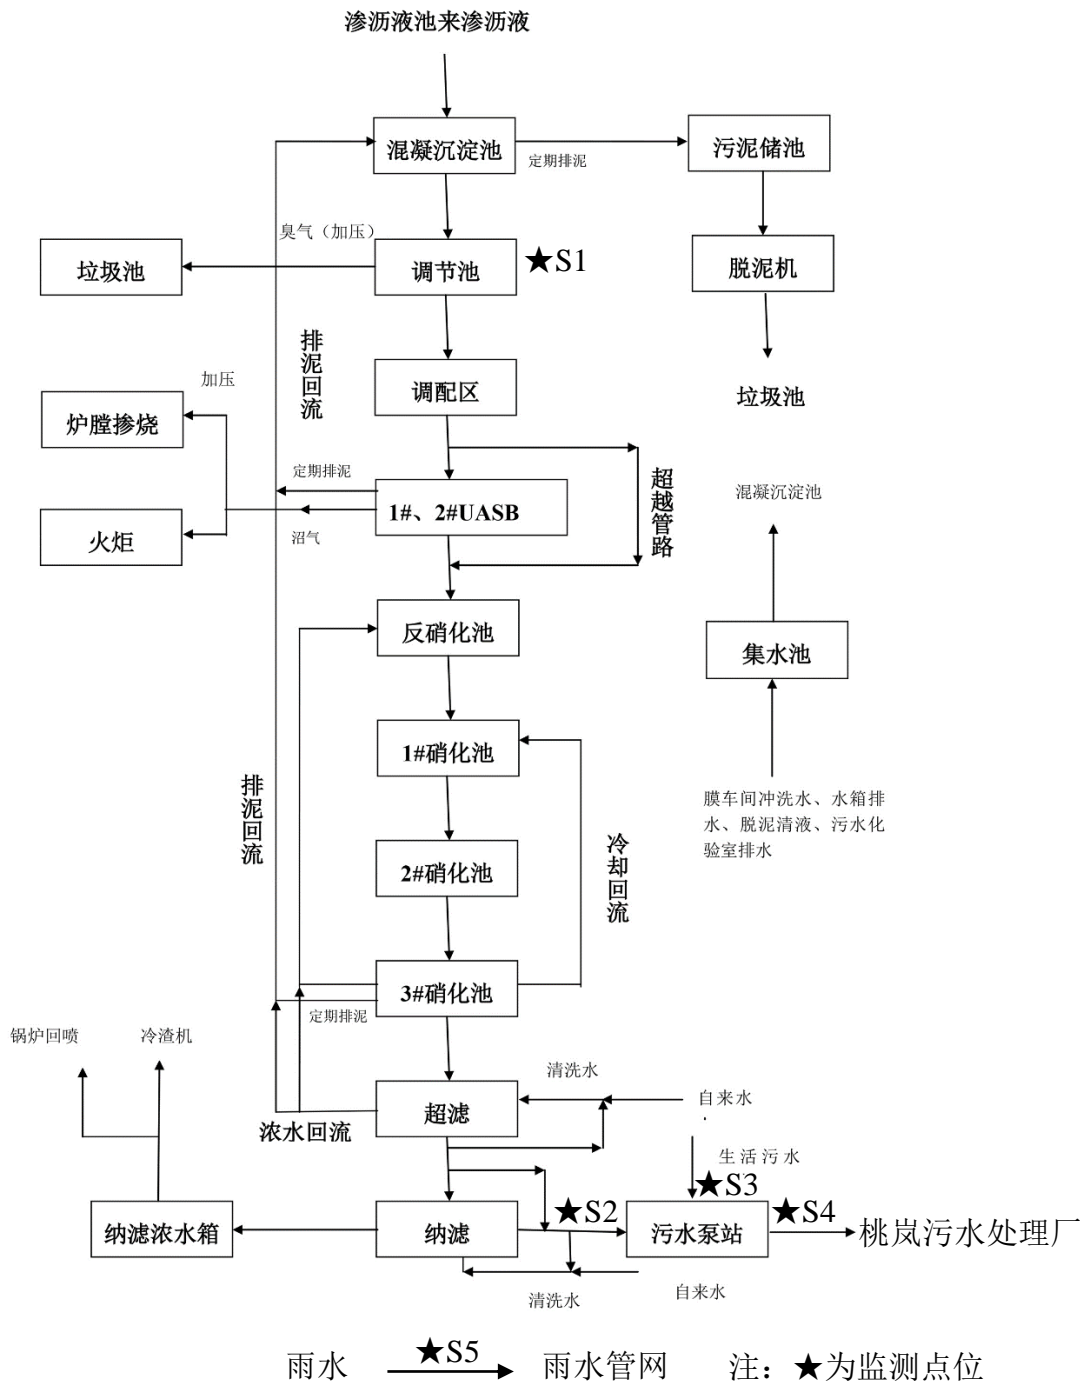 渗沥液池来渗沥液
混凝沉淀池
定期排泥
污泥储池
臭气（加压）
垃圾池
调节池
★S1
脱泥机
排泥回流
加压
调配区
垃圾池
炉膛掺烧
定期排泥
超越管路
混凝沉淀池
1#、2#UASB
火炬
沼气
反硝化池
集水池
1#硝化池
排泥回流
膜车间冲洗水、水箱排
水、脱泥清液、污水化
验室排水
冷却回流
2#硝化池
3#硝化池
定期排泥
锅炉回喷
冷渣机
清洗水
自来水
超滤
浓水回流
生活污水
★S3
纳滤浓水箱
纳滤
★S2
污水泵站
★S4
桃岚污水处理厂
清洗水
自来水
雨水 ★S5 雨水管网 注：★为监测点位